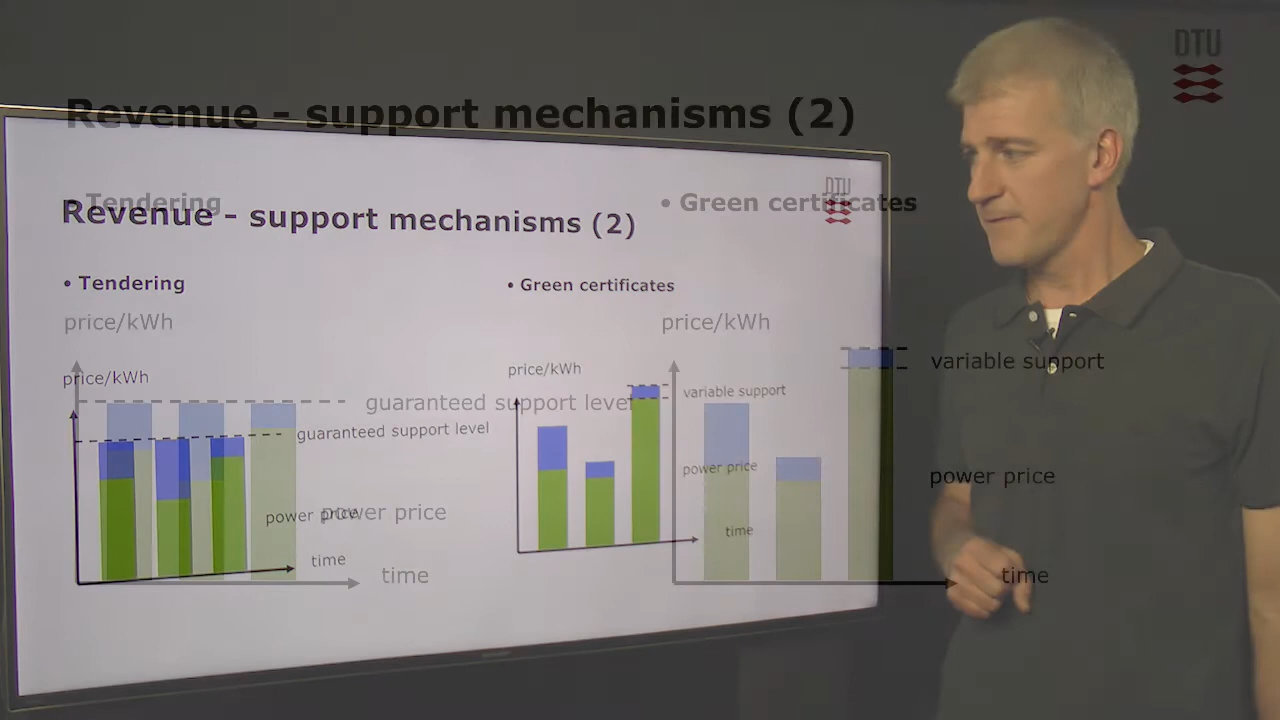 DTU
Revenue - support mechanisms (2)
• Tendering
• Green certificates
price/kWh
price/kWh
variable support
guaranteed support level
power price
power price
time
time
DTU
Revenue - support mechanisms (2)
• Tendering
• Green certificates
price/kWh
price/kWh
variable support
guaranteed support level
power price
power price
time
time